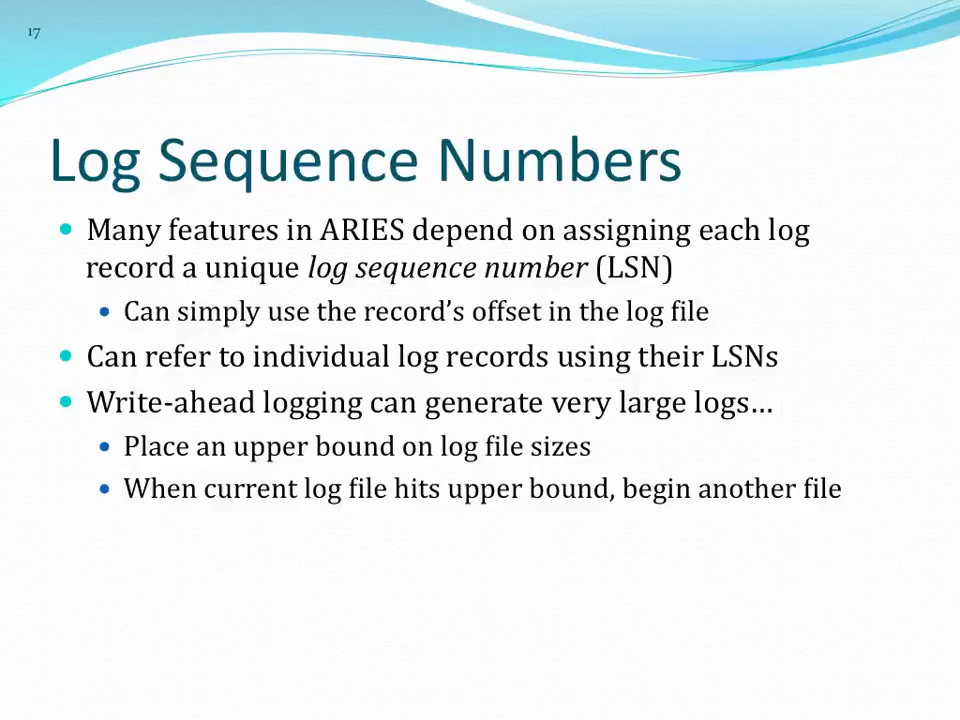 17
Log Sequence Numbers
Many features in ARIES depend on assigning each log
record a unique log sequence number (LSN)
Can simply use the record’s offset in the log file
Can refer to individual log records using their LSNs
Write-ahead logging can generate very large logs…
Place an upper bound on log file sizes
When current log file hits upper bound, begin another file